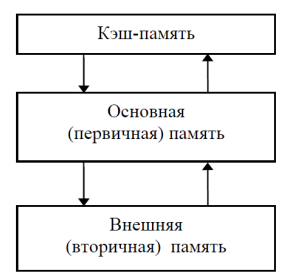 Кэш-память
Основная
(первичная) память
Внешняя
(вторичная) память